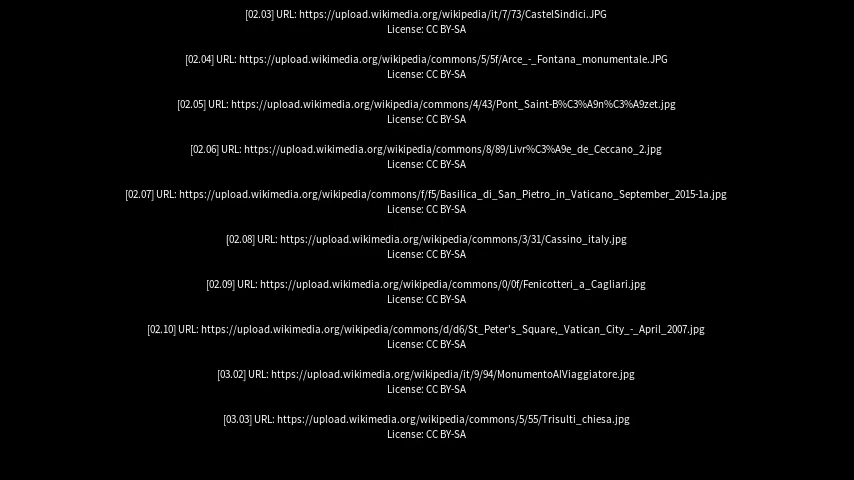 [02.03] URL: https://upload.wikimedia.org/wikipedia/it/7/73/CastelSindici.JPG
License: CC BY-SA
[02.04] URL: https://upload.wikimedia.org/wikipedia/commons/5/5f/Arce_-_Fontana_monumentale.JPG
License: CC BY-SA
[02.05] URL: https://upload.wikimedia.org/wikipedia/commons/4/43/Pont_Saint-B%C3%A9n%C3%A9zet.jpg
License: CC BY-SA
[02.06] URL: https://upload.wikimedia.org/wikipedia/commons/8/89/Livr%C3%A9e_de_Ceccano_2.jpg
License: CC BY-SA
[02.07] URL: https://upload.wikimedia.org/wikipedia/commons/f/f5/Basilica_di_San_Pietro_in_Vaticano_September_2015-1a.jpg
License: CC BY-SA
[02.08] URL: https://upload.wikimedia.org/wikipedia/commons/3/31/Cassino_italy.jpg
License: CC BY-SA
[02.09] URL: https://upload.wikimedia.org/wikipedia/commons/0/0f/Fenicotteri_a_Cagliari.jpg
License: CC BY-SA
[02.10] URL: https://upload.wikimedia.org/wikipedia/commons/d/d6/St_Peter's_Square,_Vatican_City_-_April_2007.jpg
License: CC BY-SA
[03.02] URL: https://upload.wikimedia.org/wikipedia/it/9/94/MonumentoAlViaggiatore.jpg
License: CC BY-SA
[03.03] URL: https://upload.wikimedia.org/wikipedia/commons/5/55/Trisulti_chiesa.jpg
License: CC BY-SA